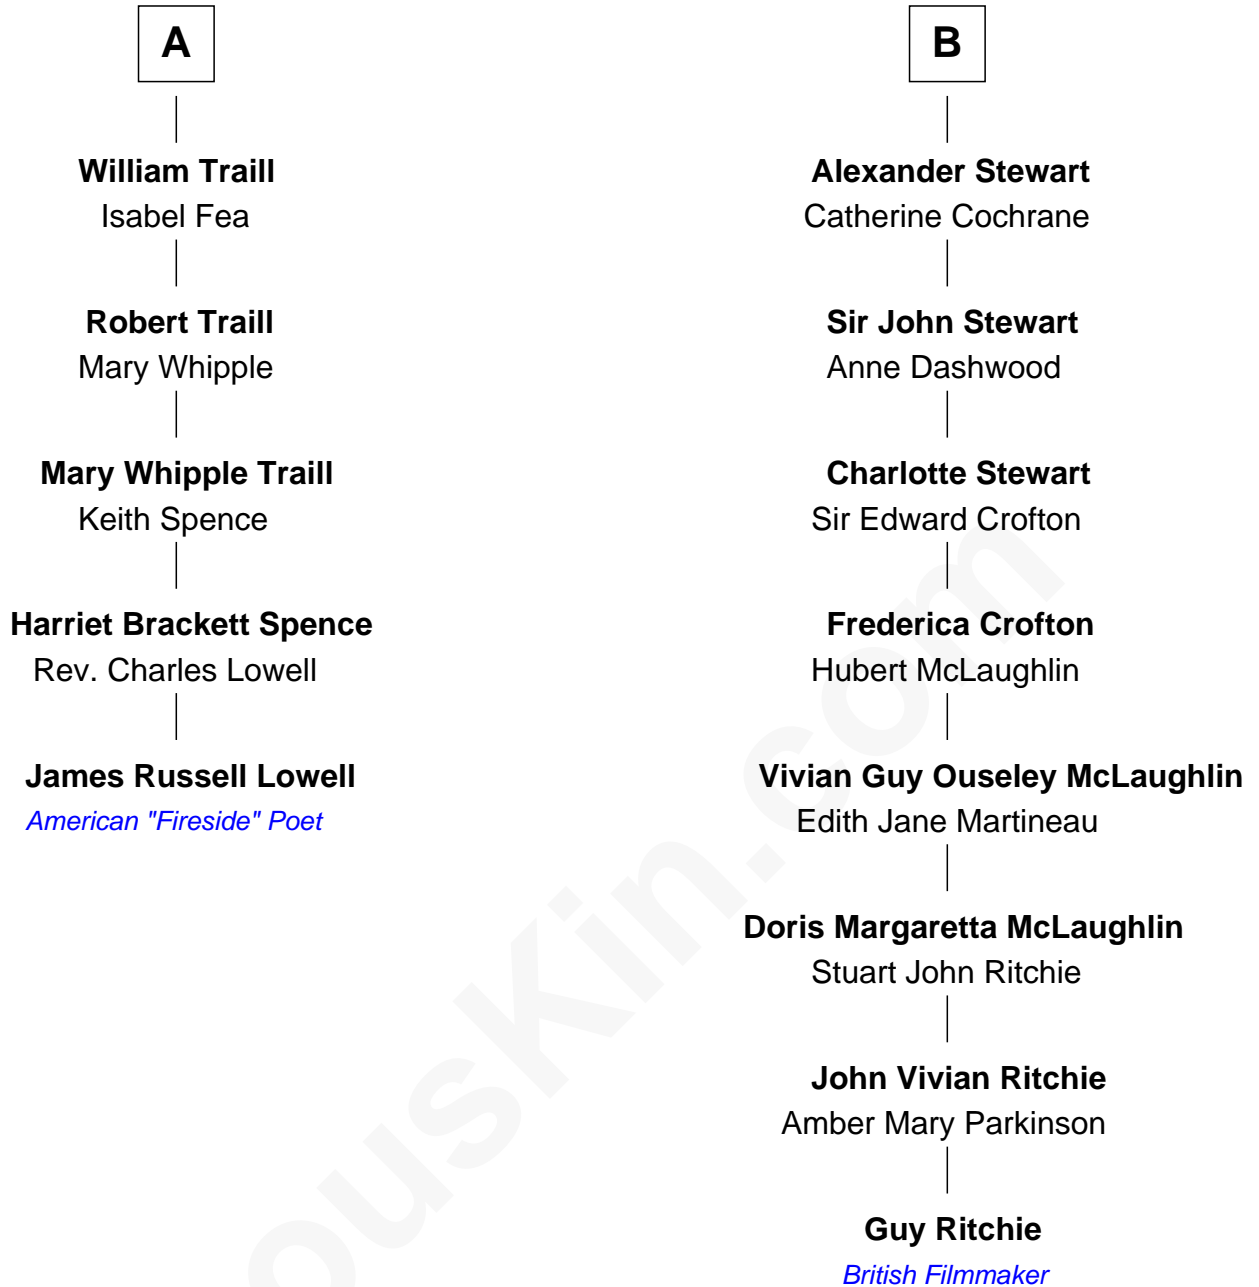 A
William Traill
Isabel Fea
Robert Traill
Mary Whipple
Mary Whipple Traill
Keith Spence
Harriet Brackett Spence
Rev. Charles Lowell
James Russell Lowell
American "Fireside" Poet
B
Alexander Stewart
Catherine Cochrane
Sir John Stewart
Anne Dashwood
Charlotte Stewart
Sir Edward Crofton
Frederica Crofton
Hubert McLaughlin
Vivian Guy Ouseley McLaughlin
Edith Jane Martineau
Doris Margaretta McLaughlin
Stuart John Ritchie
John Vivian Ritchie
Amber Mary Parkinson
Guy Ritchie
British Filmmaker
ousKin.com